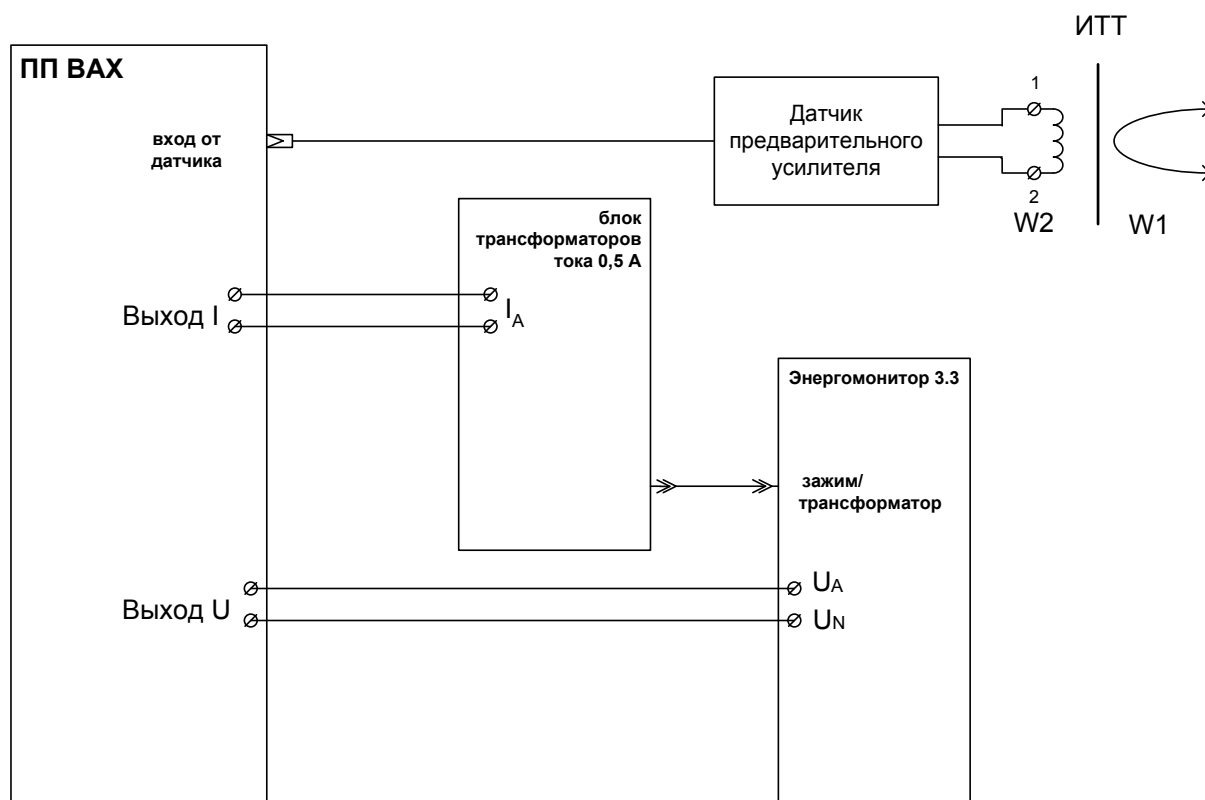 ИТТ
ПП ВАХ
вход от
датчика
Датчик
предварительного
усилителя
1
2
W2
W1
блок
трансформаторов
тока 0,5 А
Выход I
IA
Энергомонитор 3.3
зажим/
трансформатор
Выход U
UA
UN